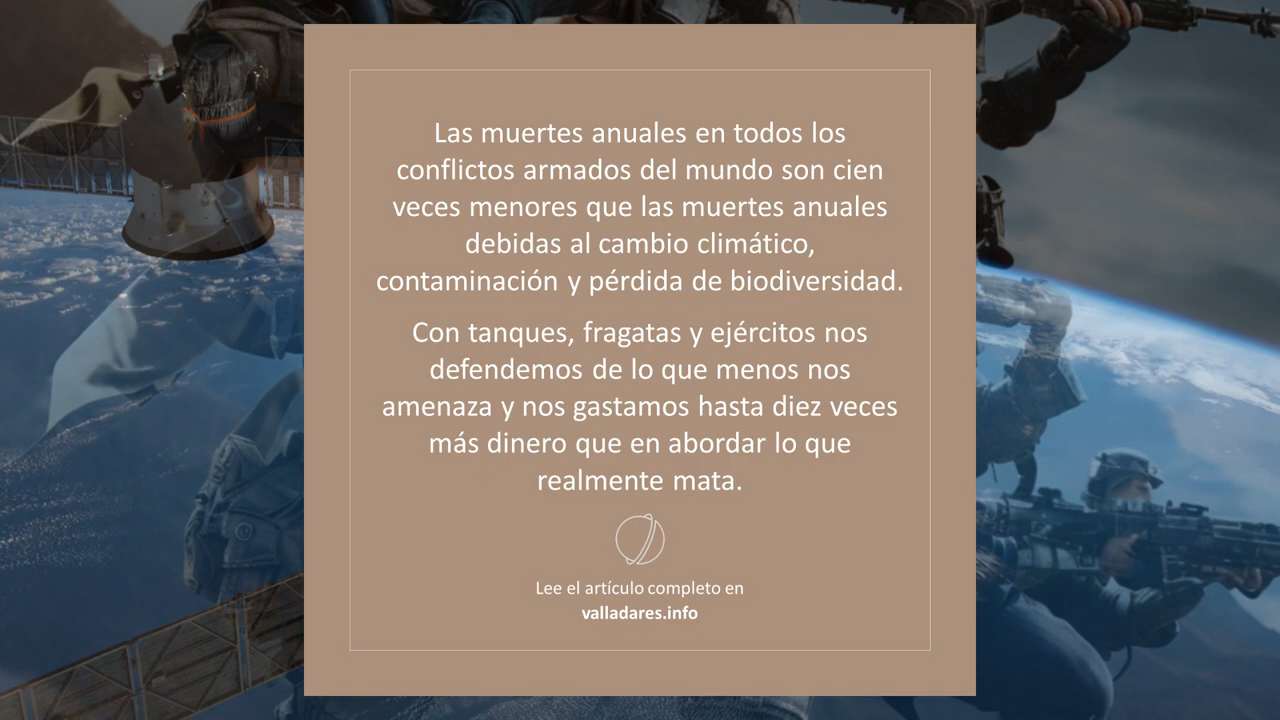 Las muertes anuales en todos los
conflictos armados del mundo son cien
veces menores que las muertes anuales
debidas al cambio climático,
contaminación y pérdida de biodiversidad.
Con tanques, fragatas y ejércitos nos
defendemos de lo que menos nos
amenaza y nos gastamos hasta diez veces
más dinero que en abordar lo que
realmente mata.
Lee el artículo completo en
valladares.info